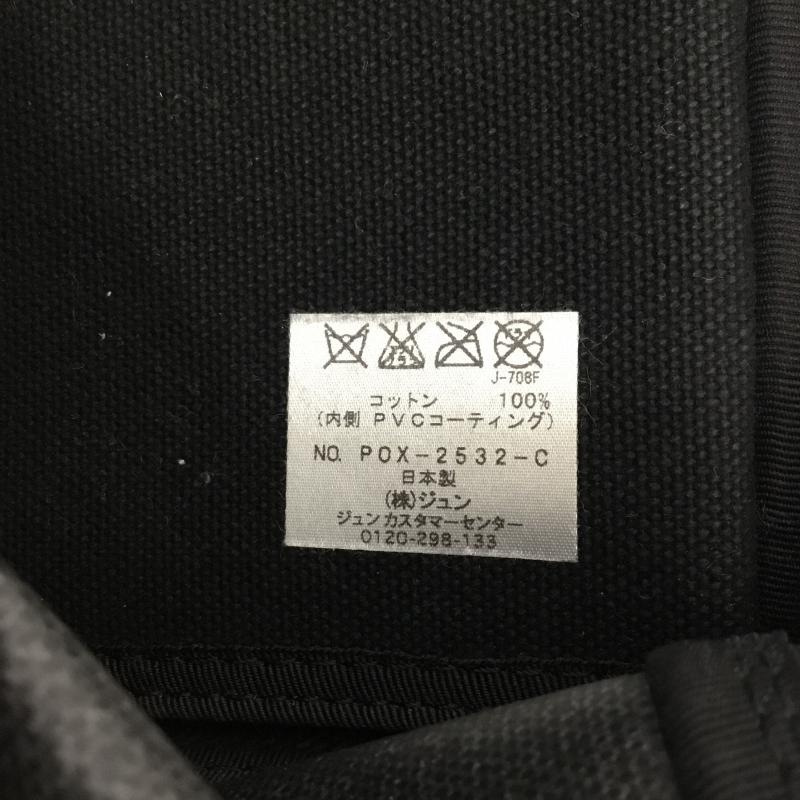 J-708F
コットン 100%
(内側 PVCコーティング)
NO. POX-2532-C
日本製
(株)ジュン
ジュンカスタマーセンター
0120-298-133